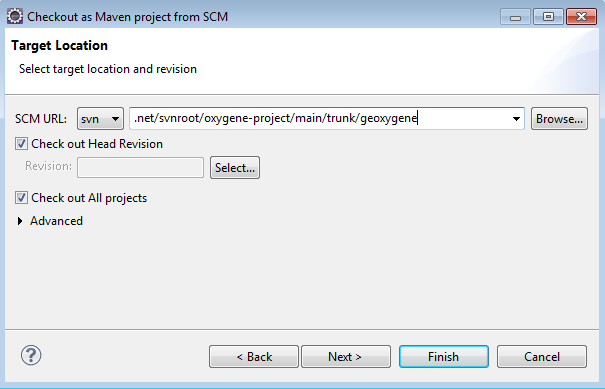 Checkout as Maven project from SCM
Target Location
Select target location and revision
SCM URL: svn .net/svnroot/oxygene-project/main/trunk/geoxygene Browse...
Check out Head Revision
Revision: Select...
Check out All projects
Advanced
? < Back Next > Finish Cancel